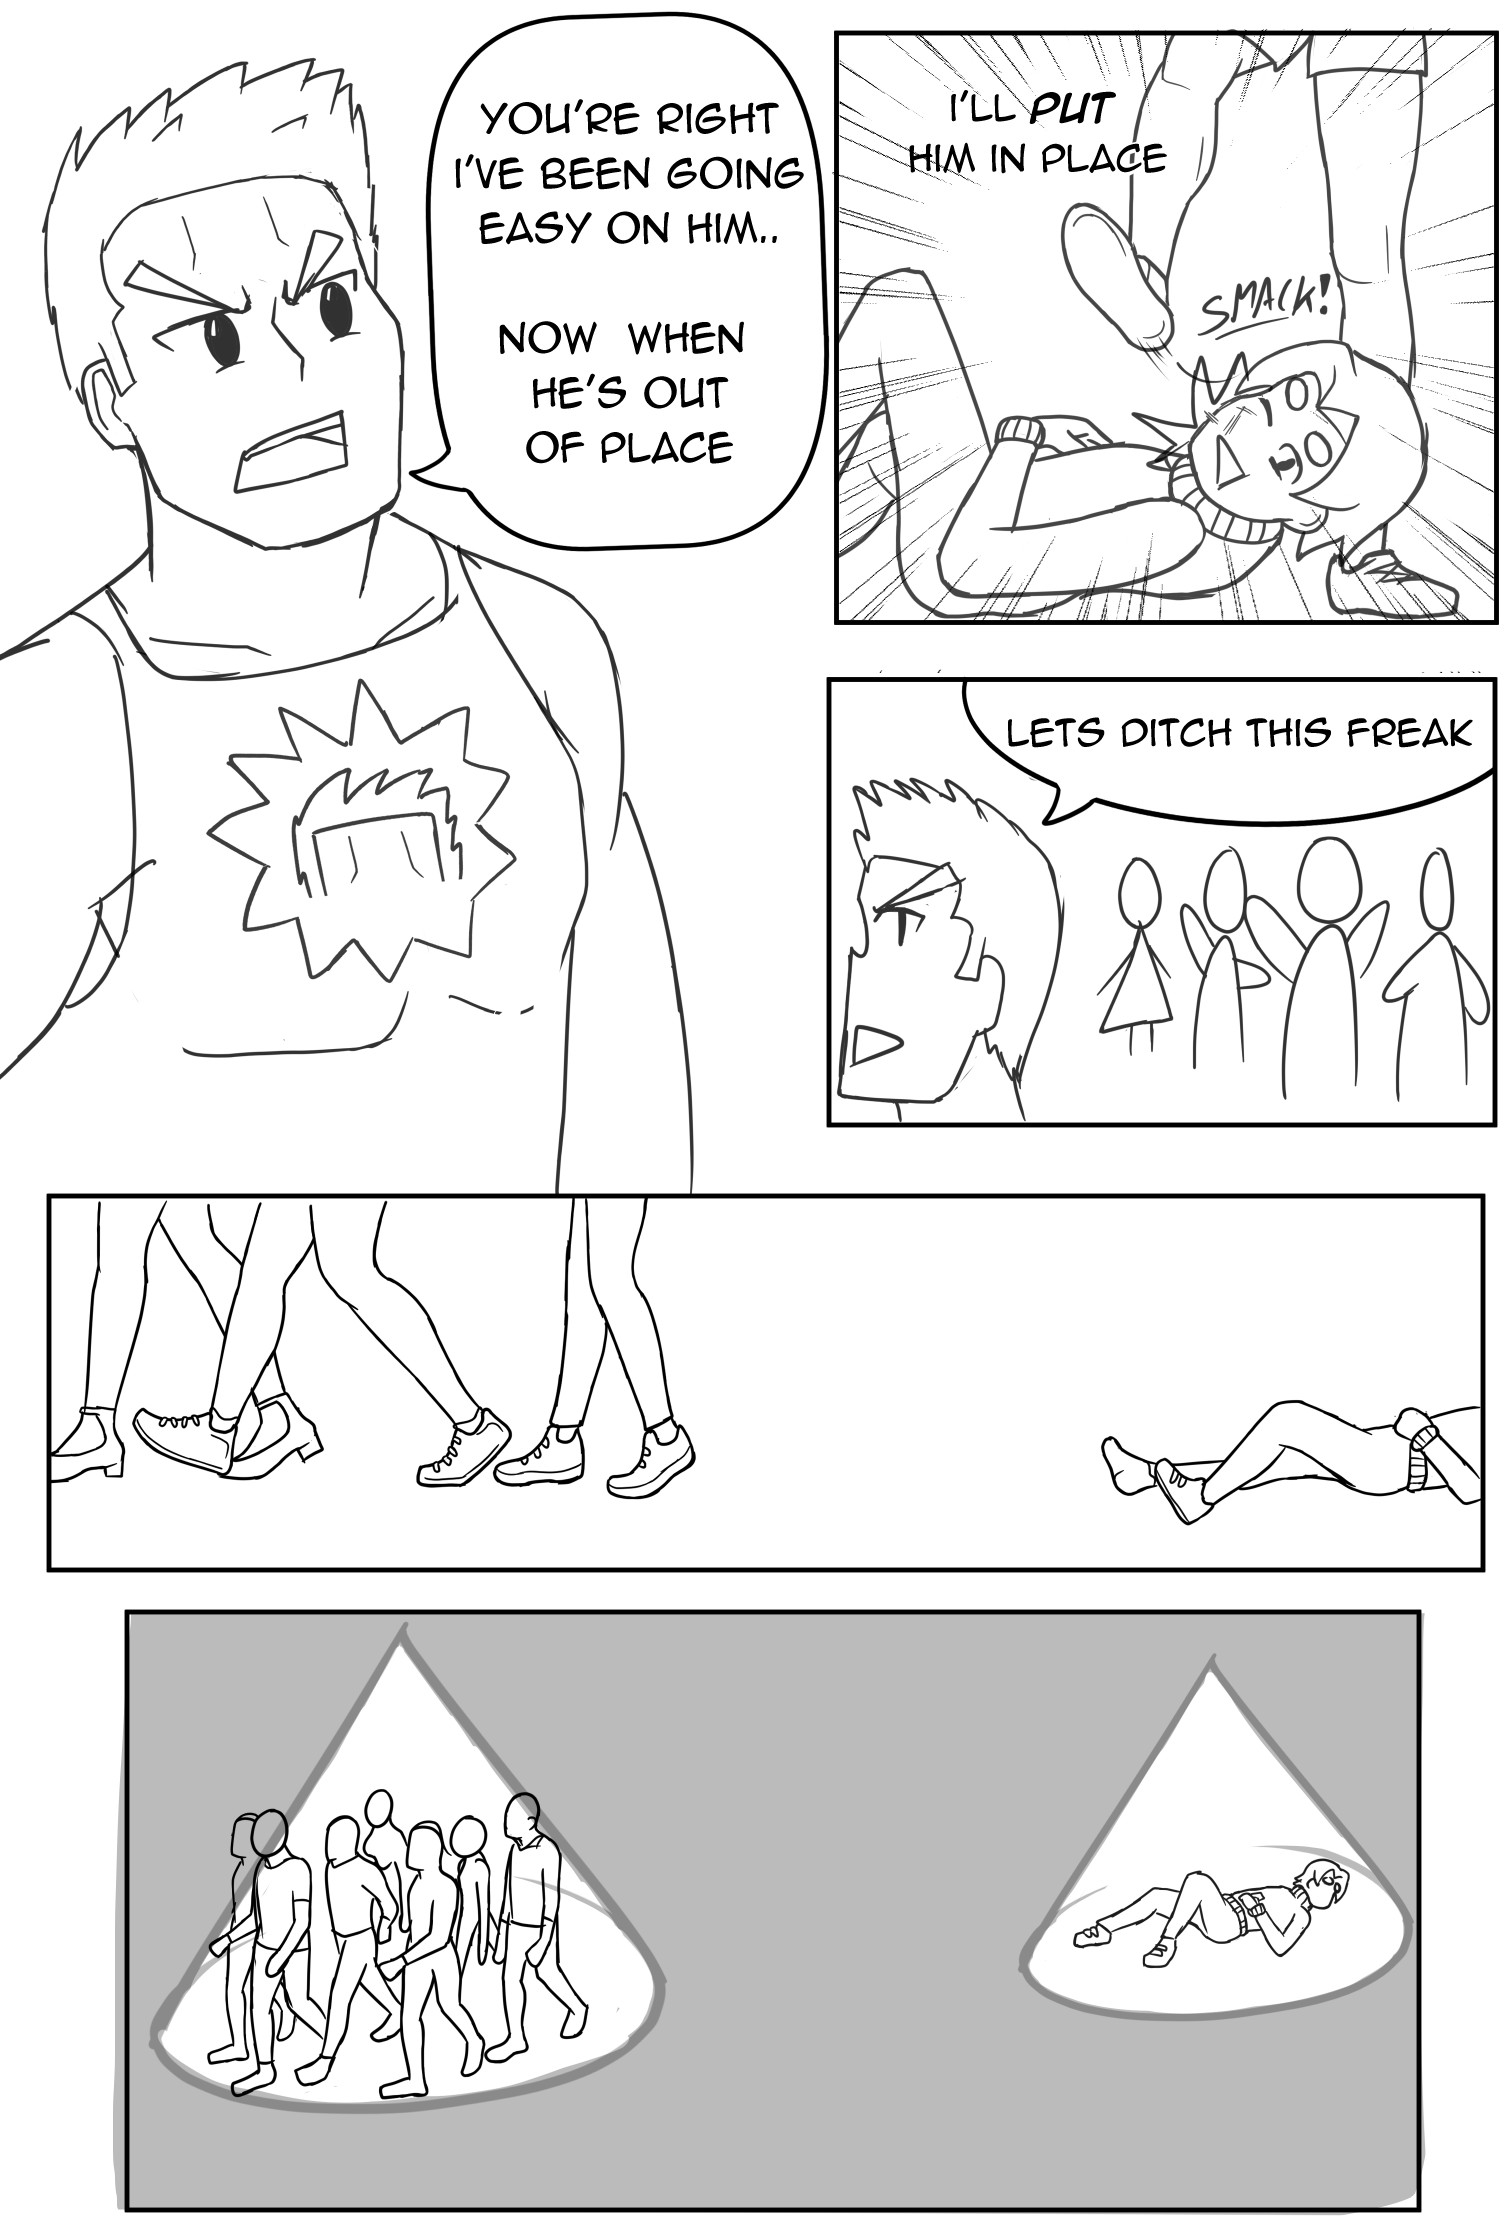 YOU'RE RIGHT
I'VE BEEN GOING
EASY ON HIM..
NOW WHEN
HE'S OUT
OF PLACE
I'LL PUT
HIM IN PLACE
SMACK!
LETS DITCH THIS FREAK